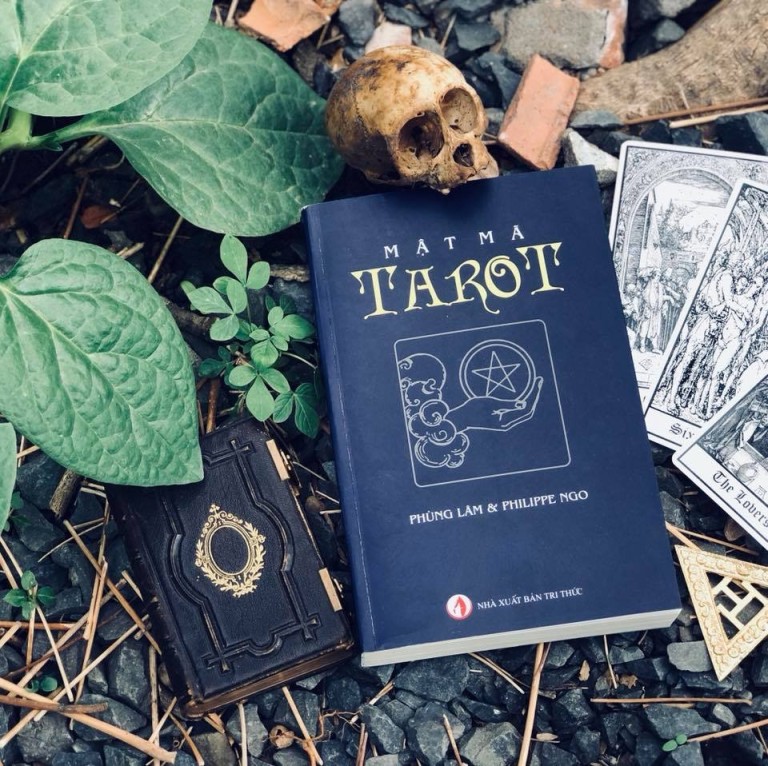 MẬT MÃ
TAROT
PHÙNG LÂM & PHILIPPE NGO
NHÀ XUẤT BẢN TRI THỨC
The Lovers